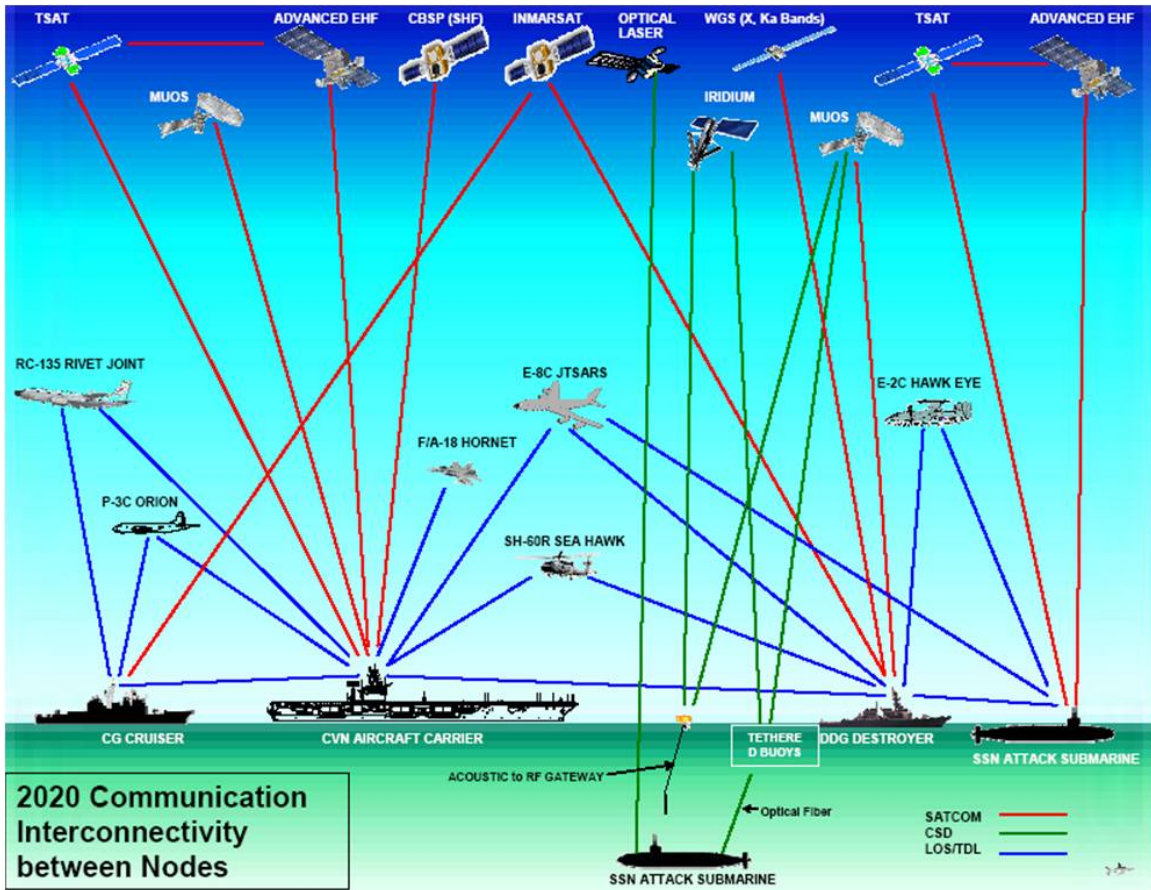 TSAT
ADVANCED EHF
CBSP (SHF)
INMARSAT
OPTICAL
LASER
WGS (X, Ka Bands)
TSAT
ADVANCED EHF
MUOS
IRIDIUM
MUOS
RC-135 RIVET JOINT
E-8C JTSARS
E-2C HAWK EYE
F/A-18 HORNET
P-3C ORION
SH-60R SEA HAWK
CG CRUISER
CVN AIRCRAFT CARRIER
TETHERE
D BUOYS
DDG DESTROYER
SSN ATTACK SUBMARINE
ACOUSTIC to RF GATEWAY
Optical Fiber
2020 Communication
Interconnectivity
between Nodes
SATCOM
CSD
LOS/TDL
SSN ATTACK SUBMARINE